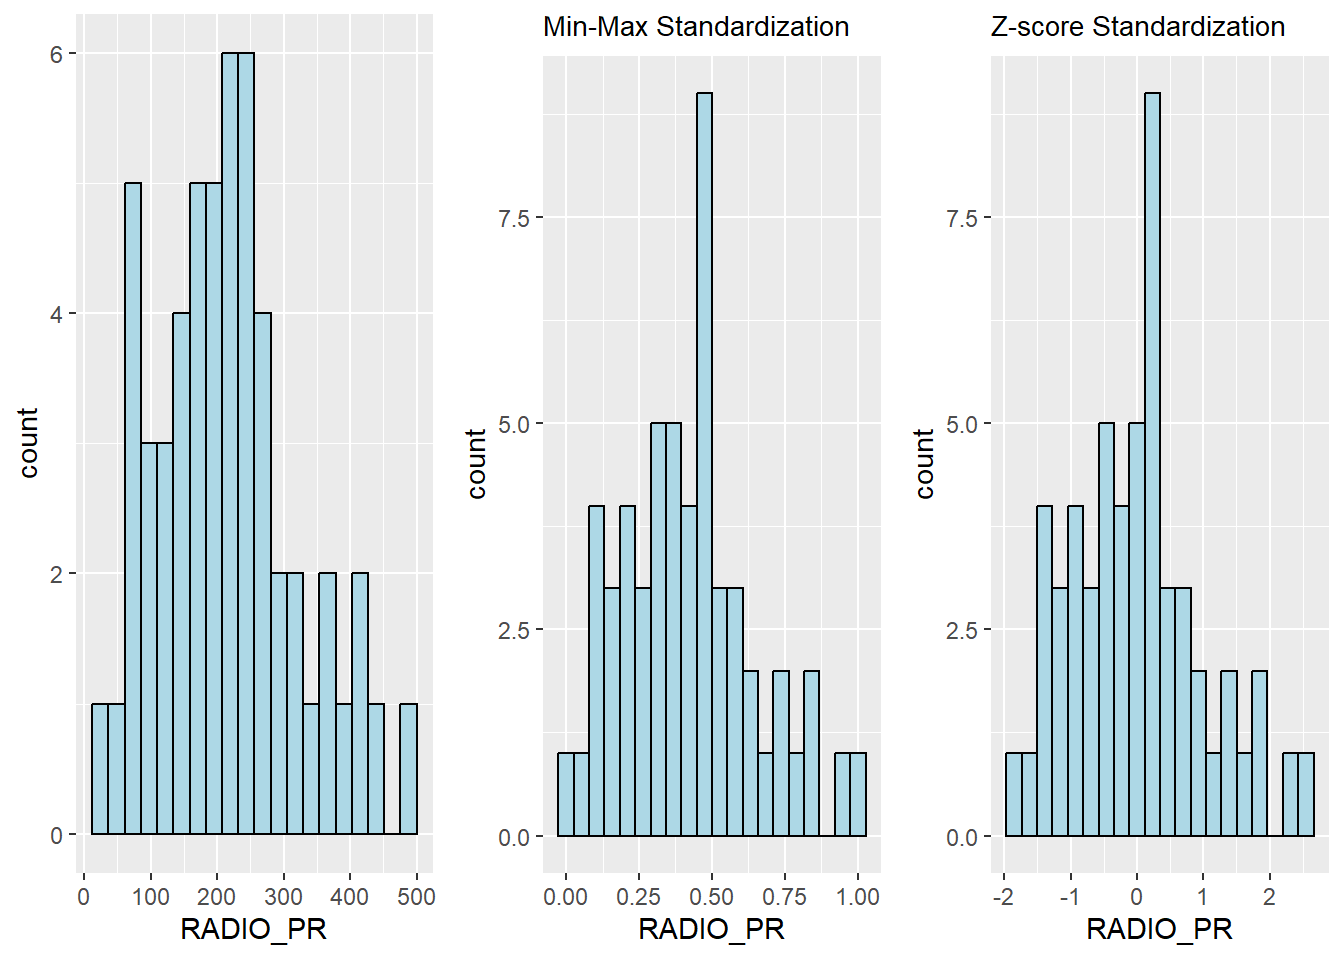 count
6
4
2
0
0 100 200 300 400 500
RADIO_PR
Min-Max Standardization
count
7.5
5.0
2.5
0.0
0.00 0.25 0.50 0.75 1.00
RADIO_PR
Z-score Standardization
count
7.5
5.0
2.5
0.0
-2 -1 0 1 2
RADIO_PR